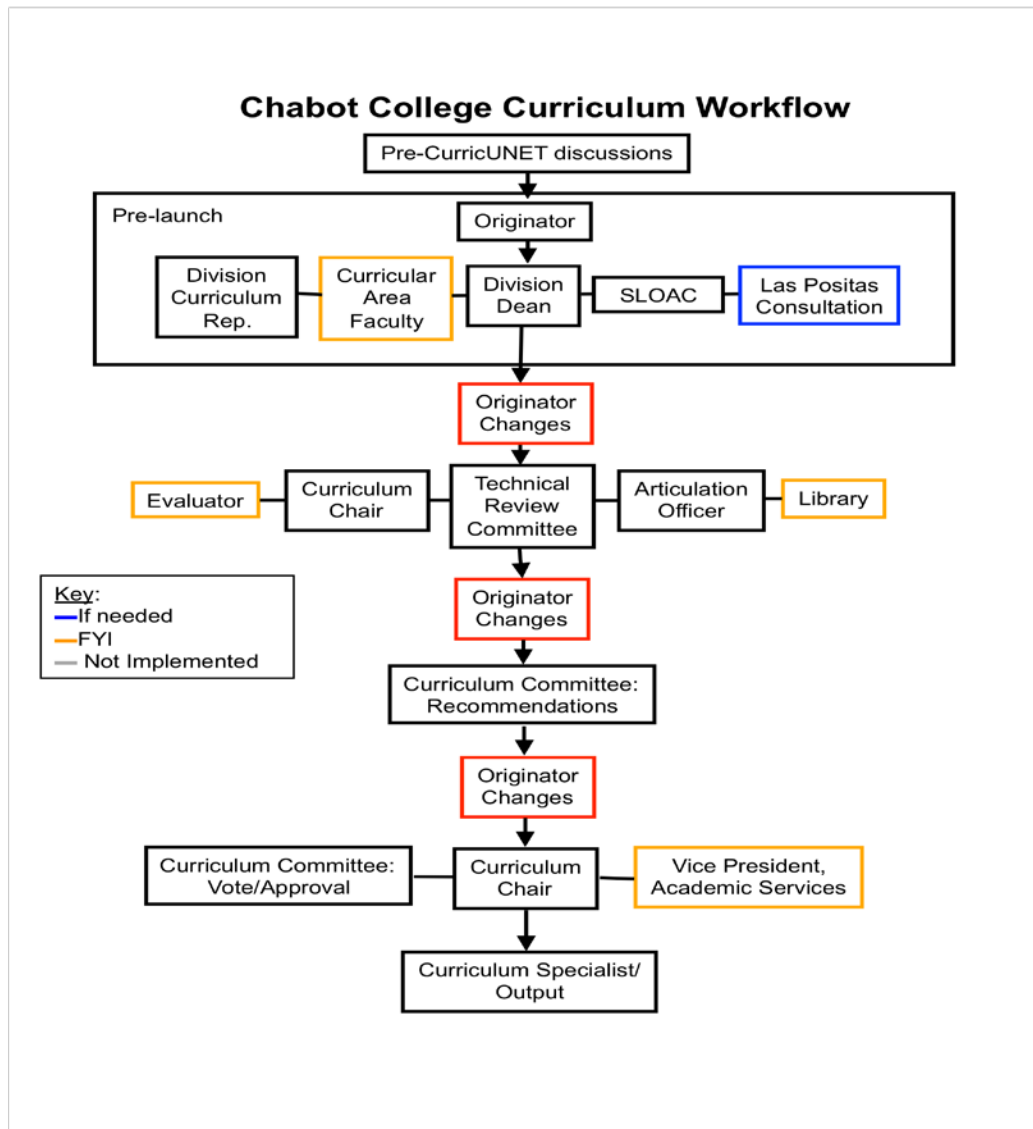 Chabot College Curriculum Workflow
Pre-CurricUNET discussions
Pre-launch
Originator
Division
Curriculum
Rep.
Curricular
Area
Faculty
Division
Dean
SLOAC
Las Positas
Consultation
Originator
Changes
Evaluator
Curriculum
Chair
Technical
Review
Committee
Articulation
Officer
Library
Key:
If needed
FYI
Not Implemented
Originator
Changes
Curriculum Committee:
Recommendations
Originator
Changes
Curriculum Committee:
Vote/Approval
Curriculum
Chair
Vice President,
Academic Services
Curriculum Specialist/
Output